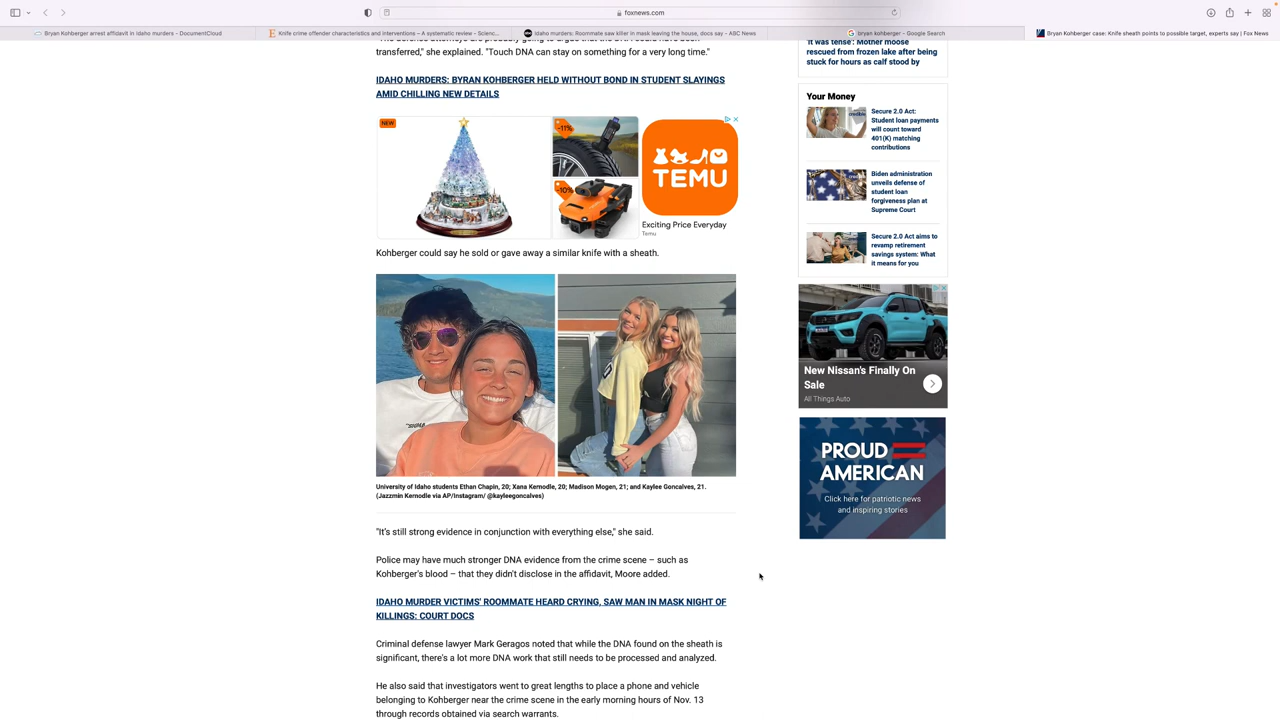 foxnews.com
Bryan Kohberger arrest affidavit in Idaho murders - DocumentCloud
Knife crime offender characteristics and interventions – A systematic review - Scienc...
abc
Idaho murders: Roommate saw killer in mask leaving the house, docs say - ABC News
bryan kohberger - Google Search
Bryan Kohberger case: Knife sheath points to possible target, experts say | Fox News
transferred," she explained. "Touch DNA can stay on something for a very long time."
IDAHO MURDERS: BYRAN KOHBERGER HELD WITHOUT BOND IN STUDENT SLAYINGS
AMID CHILLING NEW DETAILS
NEW
-11%
-10%
TEMU
Exciting Price Everyday
Temu
Kohberger could say he sold or gave away a similar knife with a sheath.
University of Idaho students Ethan Chapin, 20; Xana Kernodle, 20; Madison Mogen, 21; and Kaylee Goncalves, 21.
(Jazzmin Kernodle via AP/Instagram/ @kayleegoncalves)
"It's still strong evidence in conjunction with everything else," she said.
Police may have much stronger DNA evidence from the crime scene – such as
Kohberger's blood – that they didn't disclose in the affidavit, Moore added.
IDAHO MURDER VICTIMS' ROOMMATE HEARD CRYING, SAW MAN IN MASK NIGHT OF
KILLINGS: COURT DOCS
Criminal defense lawyer Mark Geragos noted that while the DNA found on the sheath is
significant, there's a lot more DNA work that still needs to be processed and analyzed.
He also said that investigators went to great lengths to place a phone and vehicle
belonging to Kohberger near the crime scene in the early morning hours of Nov. 13
through records obtained via search warrants.
'It was tense': Mother moose
rescued from frozen lake after being
stuck for hours as calf stood by
Your Money
Secure 2.0 Act:
Student loan payments
will count toward
401(K) matching
contributions
Biden administration
unveils defense of
student loan
forgiveness plan at
Supreme Court
Secure 2.0 Act aims to
revamp retirement
savings system: What
it means for you
New Nissan's Finally On
Sale
All Things Auto
PROUD
AMERICAN
Click here for patriotic news
and inspiring stories